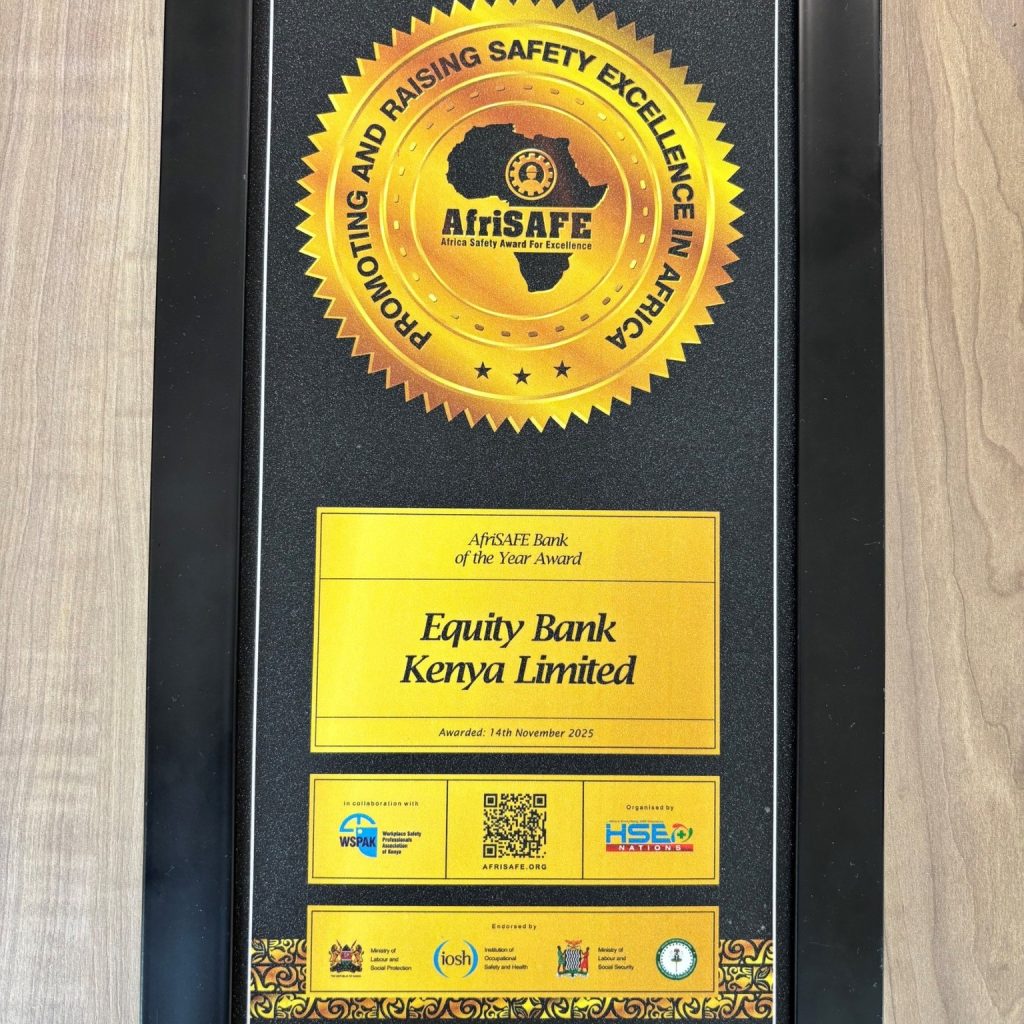 PROMOTING AND RAISING SAFETY EXCELLENCE IN AFRICA
AfriSAFE
Africa Safety Award For Excellence
AfriSAFE Bank
of the Year Award
Equity Bank
Kenya Limited
Awarded: 14th November 2025
In collaboration with
WSPAK
Workplace Safety
Professionals
Association
of Kenya
AFRISAFE.ORG
Organised by
HSE
NATIONS
Endorsed by
Ministry of
Labour and
Social Protection
iosh
Institution of
Occupational
Safety and Health
Ministry of
Labour and
Social Security